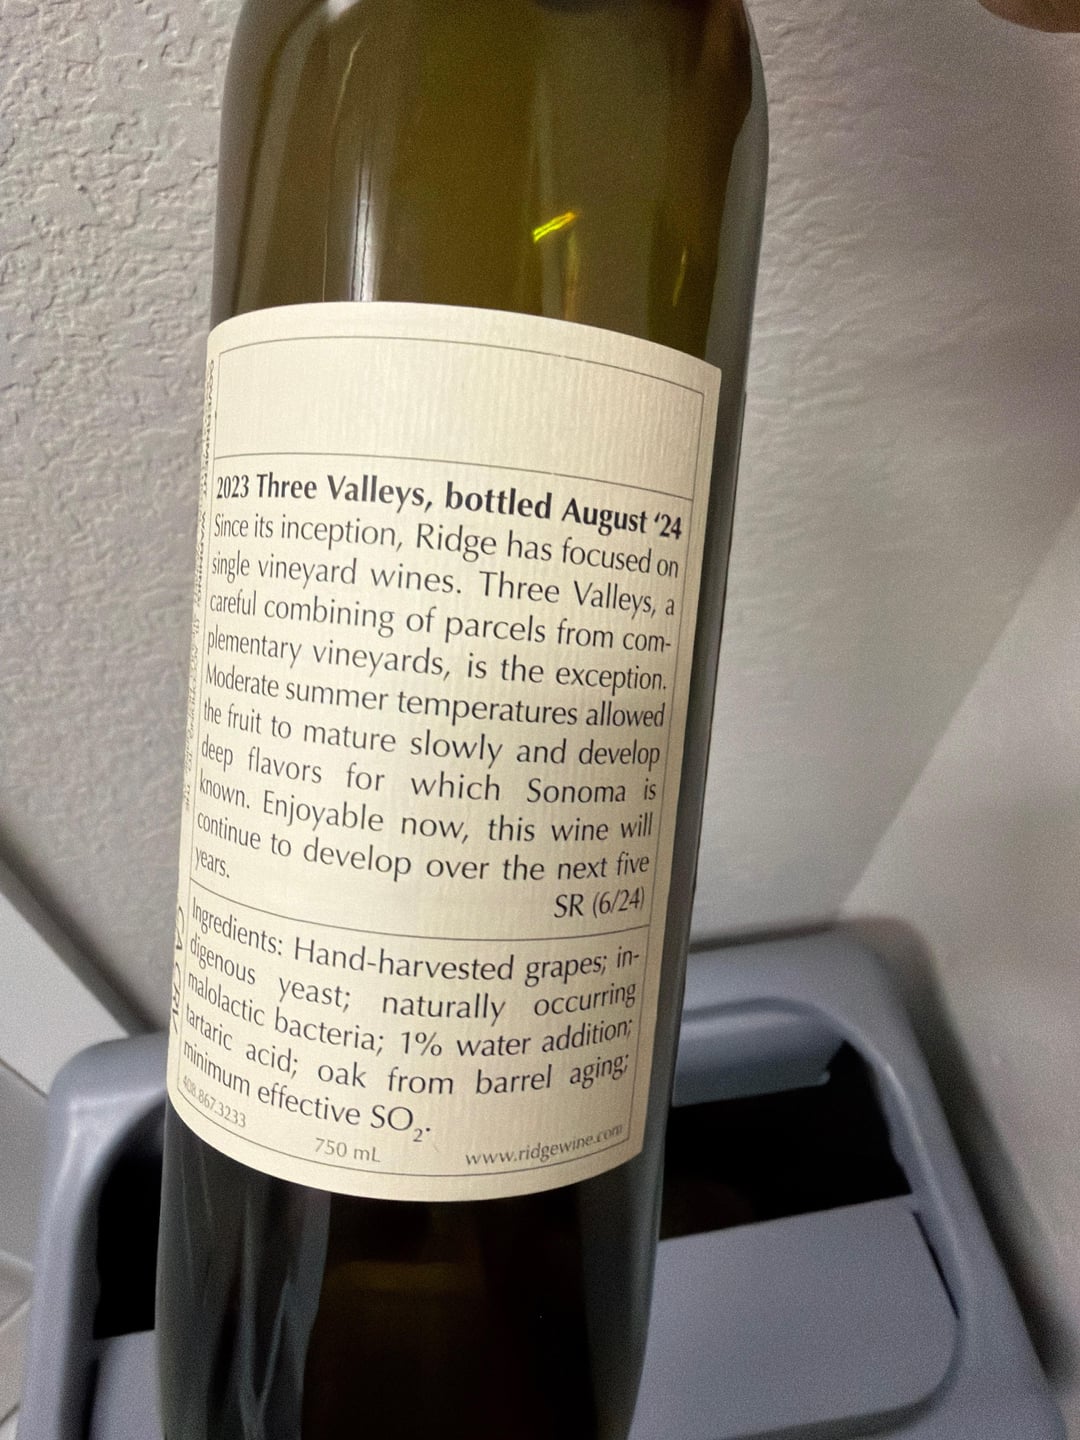 2023 Three Valleys, bottled August ‘24
Since its inception, Ridge has focused on
single vineyard wines. Three Valleys, a
careful combining of parcels from com-
plementary vineyards, is the exception.
Moderate summer temperatures allowed
the fruit to mature slowly and develop
deep flavors for which Sonoma is
known. Enjoyable now, this wine will
continue to develop over the next five
years.
SR (6/24)
Ingredients: Hand-harvested grapes; in-
digenous yeast; naturally occurring
malolactic bacteria; 1% water addition;
tartaric acid; oak from barrel aging;
minimum effective SO₂.
408.867.3233
750 mL
www.ridgewine.com
GOVERNMENT WARNING:
CA CRV